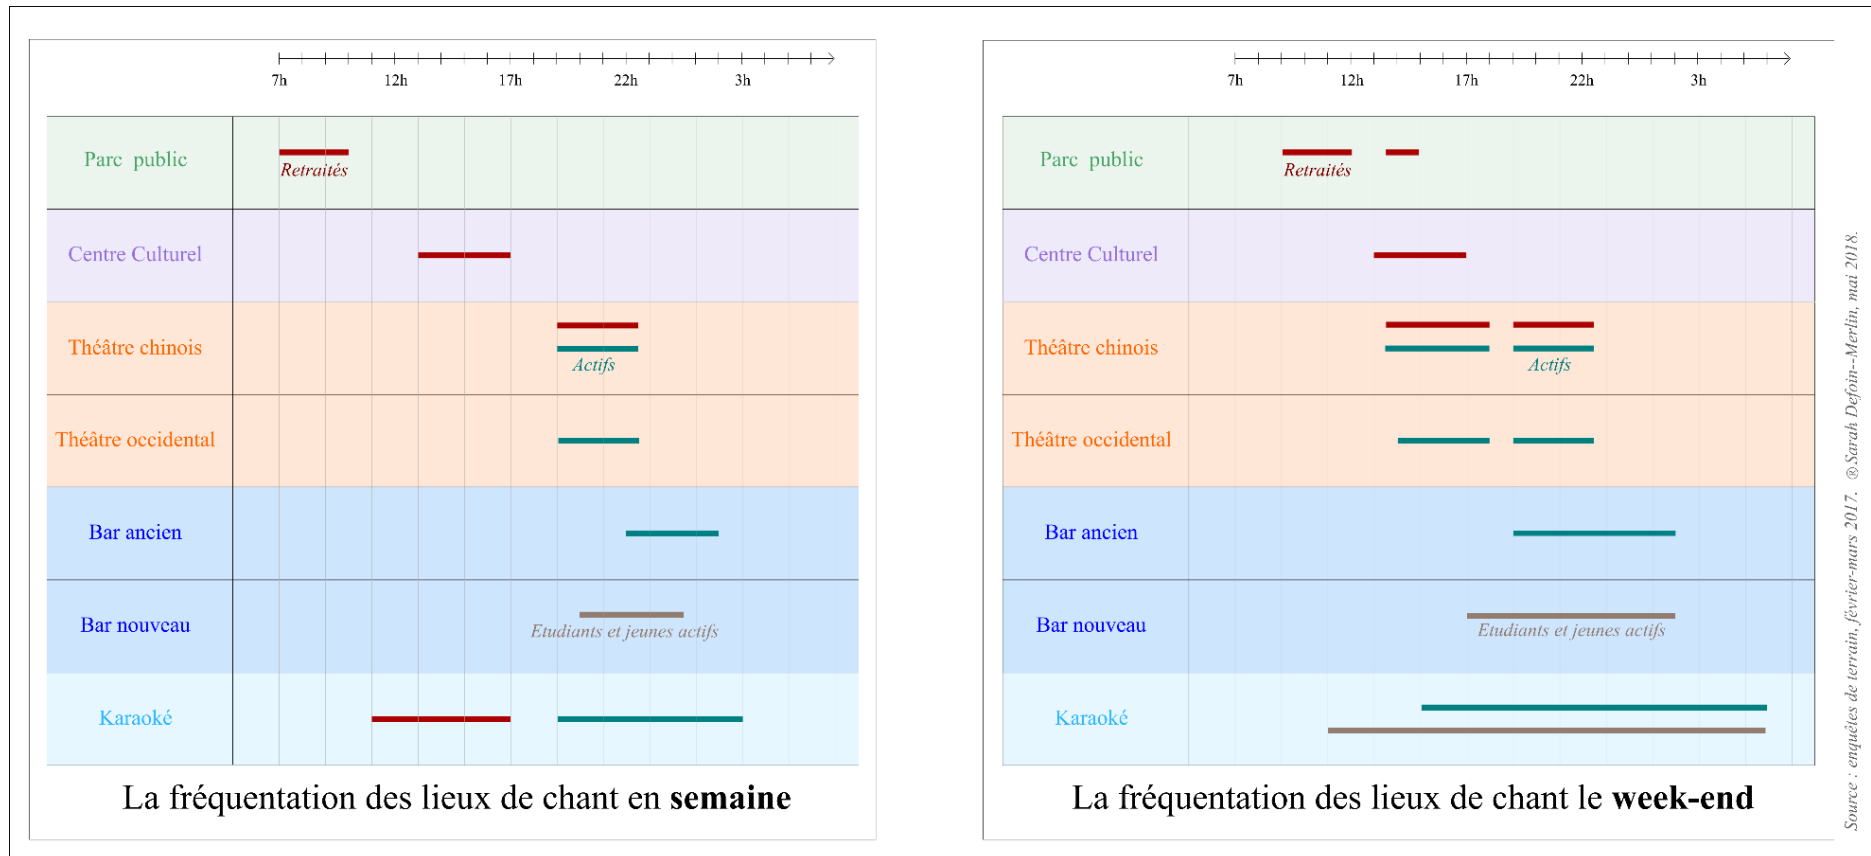 7h 12h 17h 22h 3h
Parc public
Retraités
Centre Culturel
Théâtre chinois
Actifs
Théâtre occidental
Bar ancien
Bar nouveau
Etudiants et jeunes actifs
Karaoké
La fréquentation des lieux de chant en semaine
7h 12h 17h 22h 3h
Parc public
Retraités
Centre Culturel
Théâtre chinois
Actifs
Théâtre occidental
Bar ancien
Bar nouveau
Etudiants et jeunes actifs
Karaoké
La fréquentation des lieux de chant le week-end
Source : enquêtes de terrain, février-mars 2017. ®Sarah Defoin--Merlin, mai 2018.